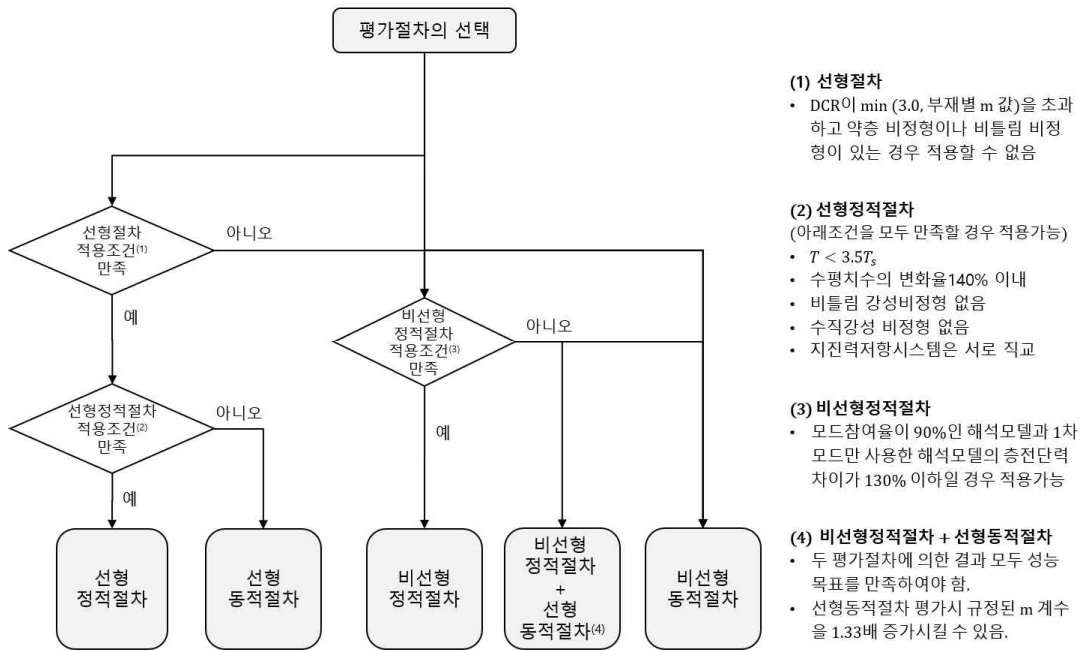 평가절차의 선택
선형절차
적용조건(1)
만족
아니오
예
비선형
정적절차
적용조건(3)
만족
아니오
예
선형정적절차
적용조건(2)
만족
아니오
예
선형
정적절차
선형
동적절차
비선형
정적절차
비선형
정적절차
+
선형
동적절차(4)
비선형
동적절차
(1) 선형절차
• DCR이 min (3.0, 부재별 m 값)을 초과
하고 약층 비정형이나 비틀림 비정
형이 있는 경우 적용할 수 없음
(2) 선형정적절차
(아래조건을 모두 만족할 경우 적용가능)
• T < 3.5Ts
• 수평치수의 변화율140% 이내
• 비틀림 강성비정형 없음
• 수직강성 비정형 없음
• 지진력저항시스템은 서로 직교
(3) 비선형정적절차
• 모드참여율이 90%인 해석모델과 1차
모드만 사용한 해석모델의 층전단력
차이가 130% 이하일 경우 적용가능
(4) 비선형정적절차 + 선형동적절차
• 두 평가절차에 의한 결과 모두 성능
목표를 만족하여야 함.
• 선형동적절차 평가시 규정된 m 계수
을 1.33배 증가시킬 수 있음.